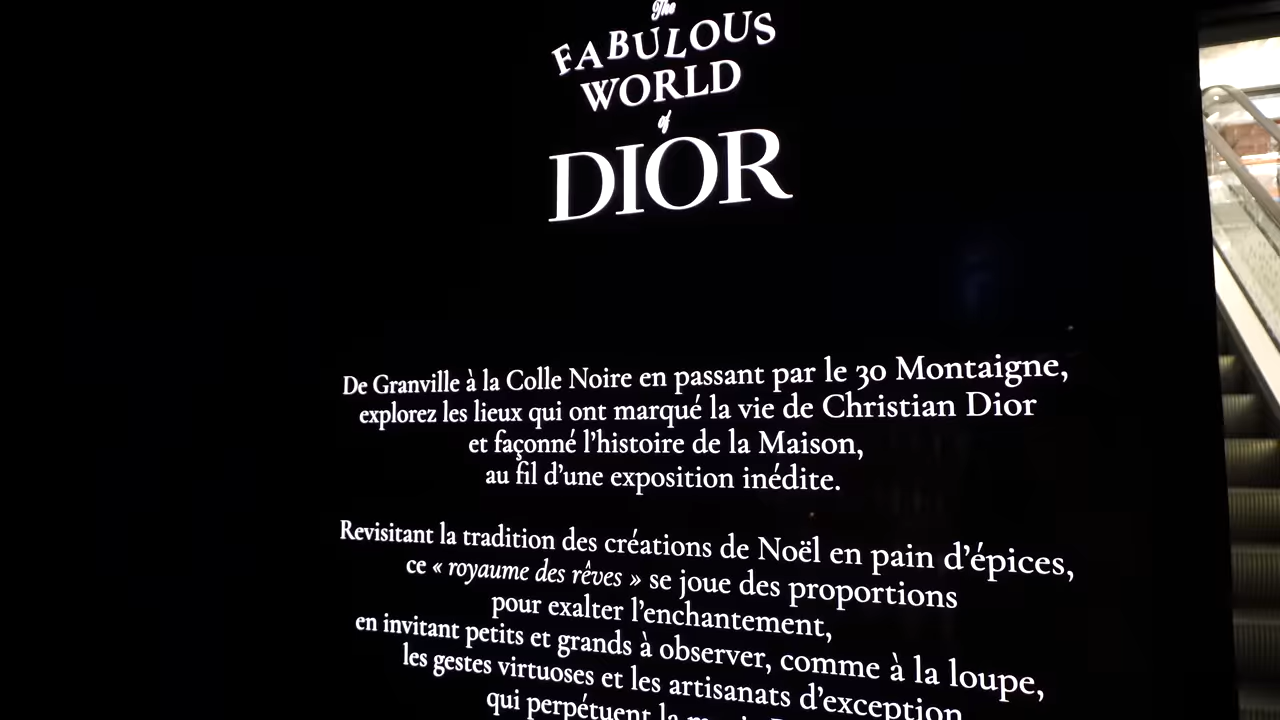 The
FABULOUS
WORLD
of
DIOR
De Granville à la Colle Noire en passant par le 30 Montaigne,
explorez les lieux qui ont marqué la vie de Christian Dior
et façonné l'histoire de la Maison,
au fil d'une exposition inédite.
Revisitant la tradition des créations de Noël en pain d'épices,
ce « royaume des rêves » se joue des proportions
pour exalter l'enchantement,
en invitant petits et grands à observer, comme à la loupe,
les gestes virtuoses et les artisanats d'exception
qui perpétuent la